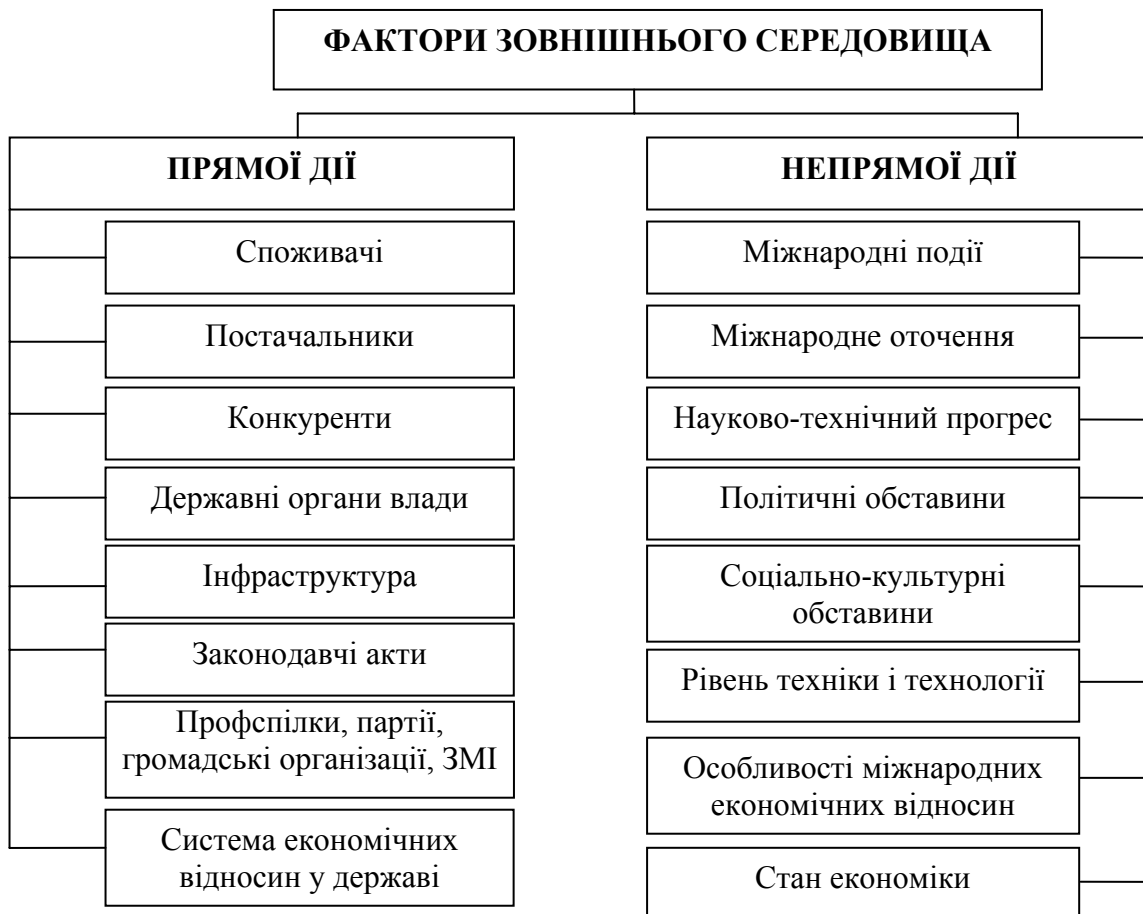 ФАКТОРИ ЗОВНІШНЬОГО СЕРЕДОВИЩА
ПРЯМОЇ ДІЇ
Споживачі
Постачальники
Конкуренти
Державні органи влади
Інфраструктура
Законодавчі акти
Профспілки, партії,
громадські організації, ЗМІ
Система економічних
відносин у державі
НЕПРЯМОЇ ДІЇ
Міжнародні події
Міжнародне оточення
Науково-технічний прогрес
Політичні обставини
Соціально-культурні
обставини
Рівень техніки і технології
Особливості міжнародних
економічних відносин
Стан економіки